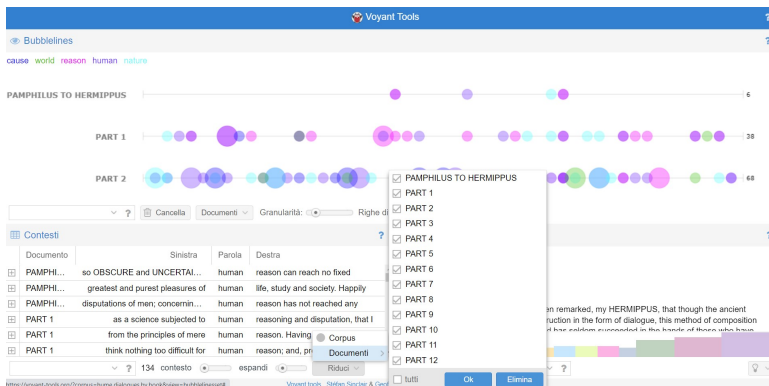 Voyant Tools
?
Bubblelines
?
cause world reason human nature
PAMPHILUS TO HERMIPPUS
6
PART 1
38
PART 2
68
? Cancella Documenti Granularità: Righe di
Contesti
?
?
Documento Sinistra Parola Destra
PAMPHI... so OBSCURE and UNCERTAI... human reason can reach no fixed
PAMPHI... greatest and purest pleasures of human life, study and society. Happily
PAMPHI... disputations of men; concernin... human reason has not reached any
PART 1 as a science subjected to human reasoning and disputation, that I
PART 1 from the principles of mere human reason. Having
PART 1 think nothing too difficult for human reason; and, pr
? 134 contesto espandi Riduci
Corpus
Documenti
PAMPHILUS TO HERMIPPUS
PART 1
PART 2
PART 3
PART 4
PART 5
PART 6
PART 7
PART 8
PART 9
PART 10
PART 11
PART 12
tutti Ok Elimina
en remarked, my HERMIPPUS, that though the ancient
ruction in the form of dialogue, this method of composition
d has seldom succeeded in the hands of those who have
?
Voyant tools, Stéfan Sinclair & Geof